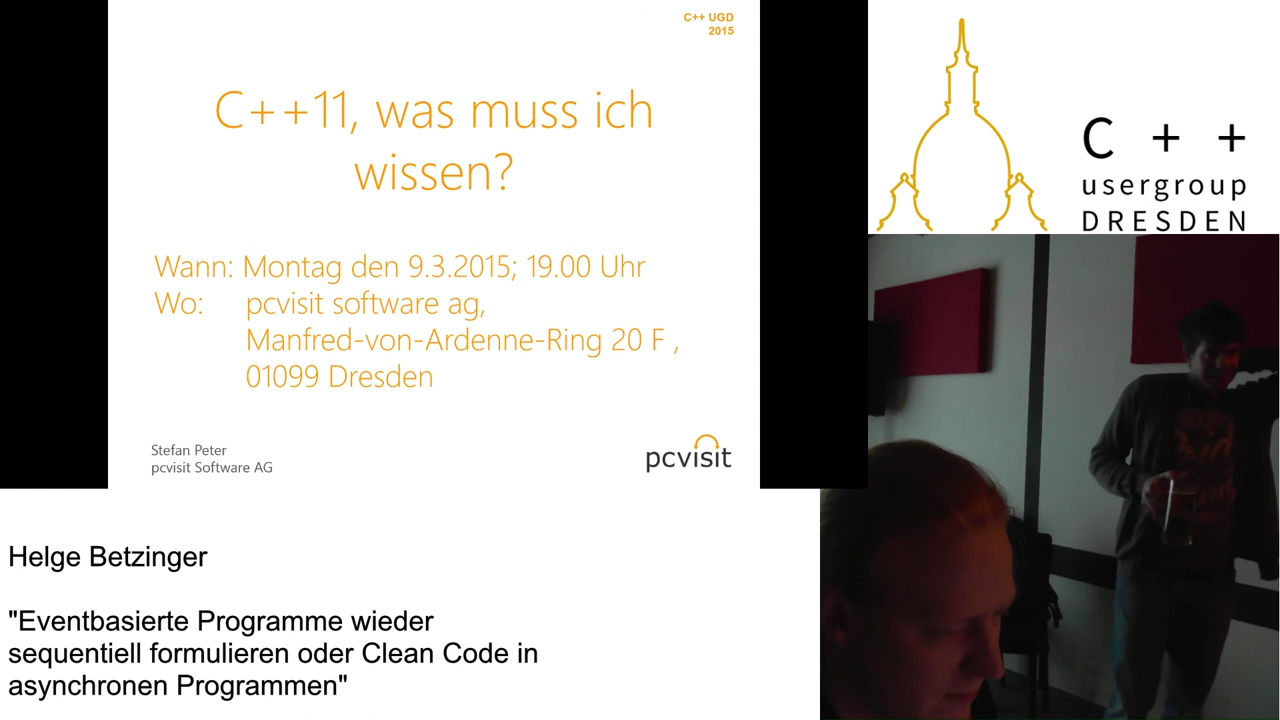 C++ UGD
2015
C++11, was muss ich
wissen?
Wann: Montag den 9.3.2015; 19.00 Uhr
Wo: pcvisit software ag,
Manfred-von-Ardenne-Ring 20 F ,
01099 Dresden
Stefan Peter
pcvisit Software AG
pcvisit
C + +
usergroup
DRESDEN
Helge Betzinger
"Eventbasierte Programme wieder
sequentiell formulieren oder Clean Code in
asynchronen Programmen"